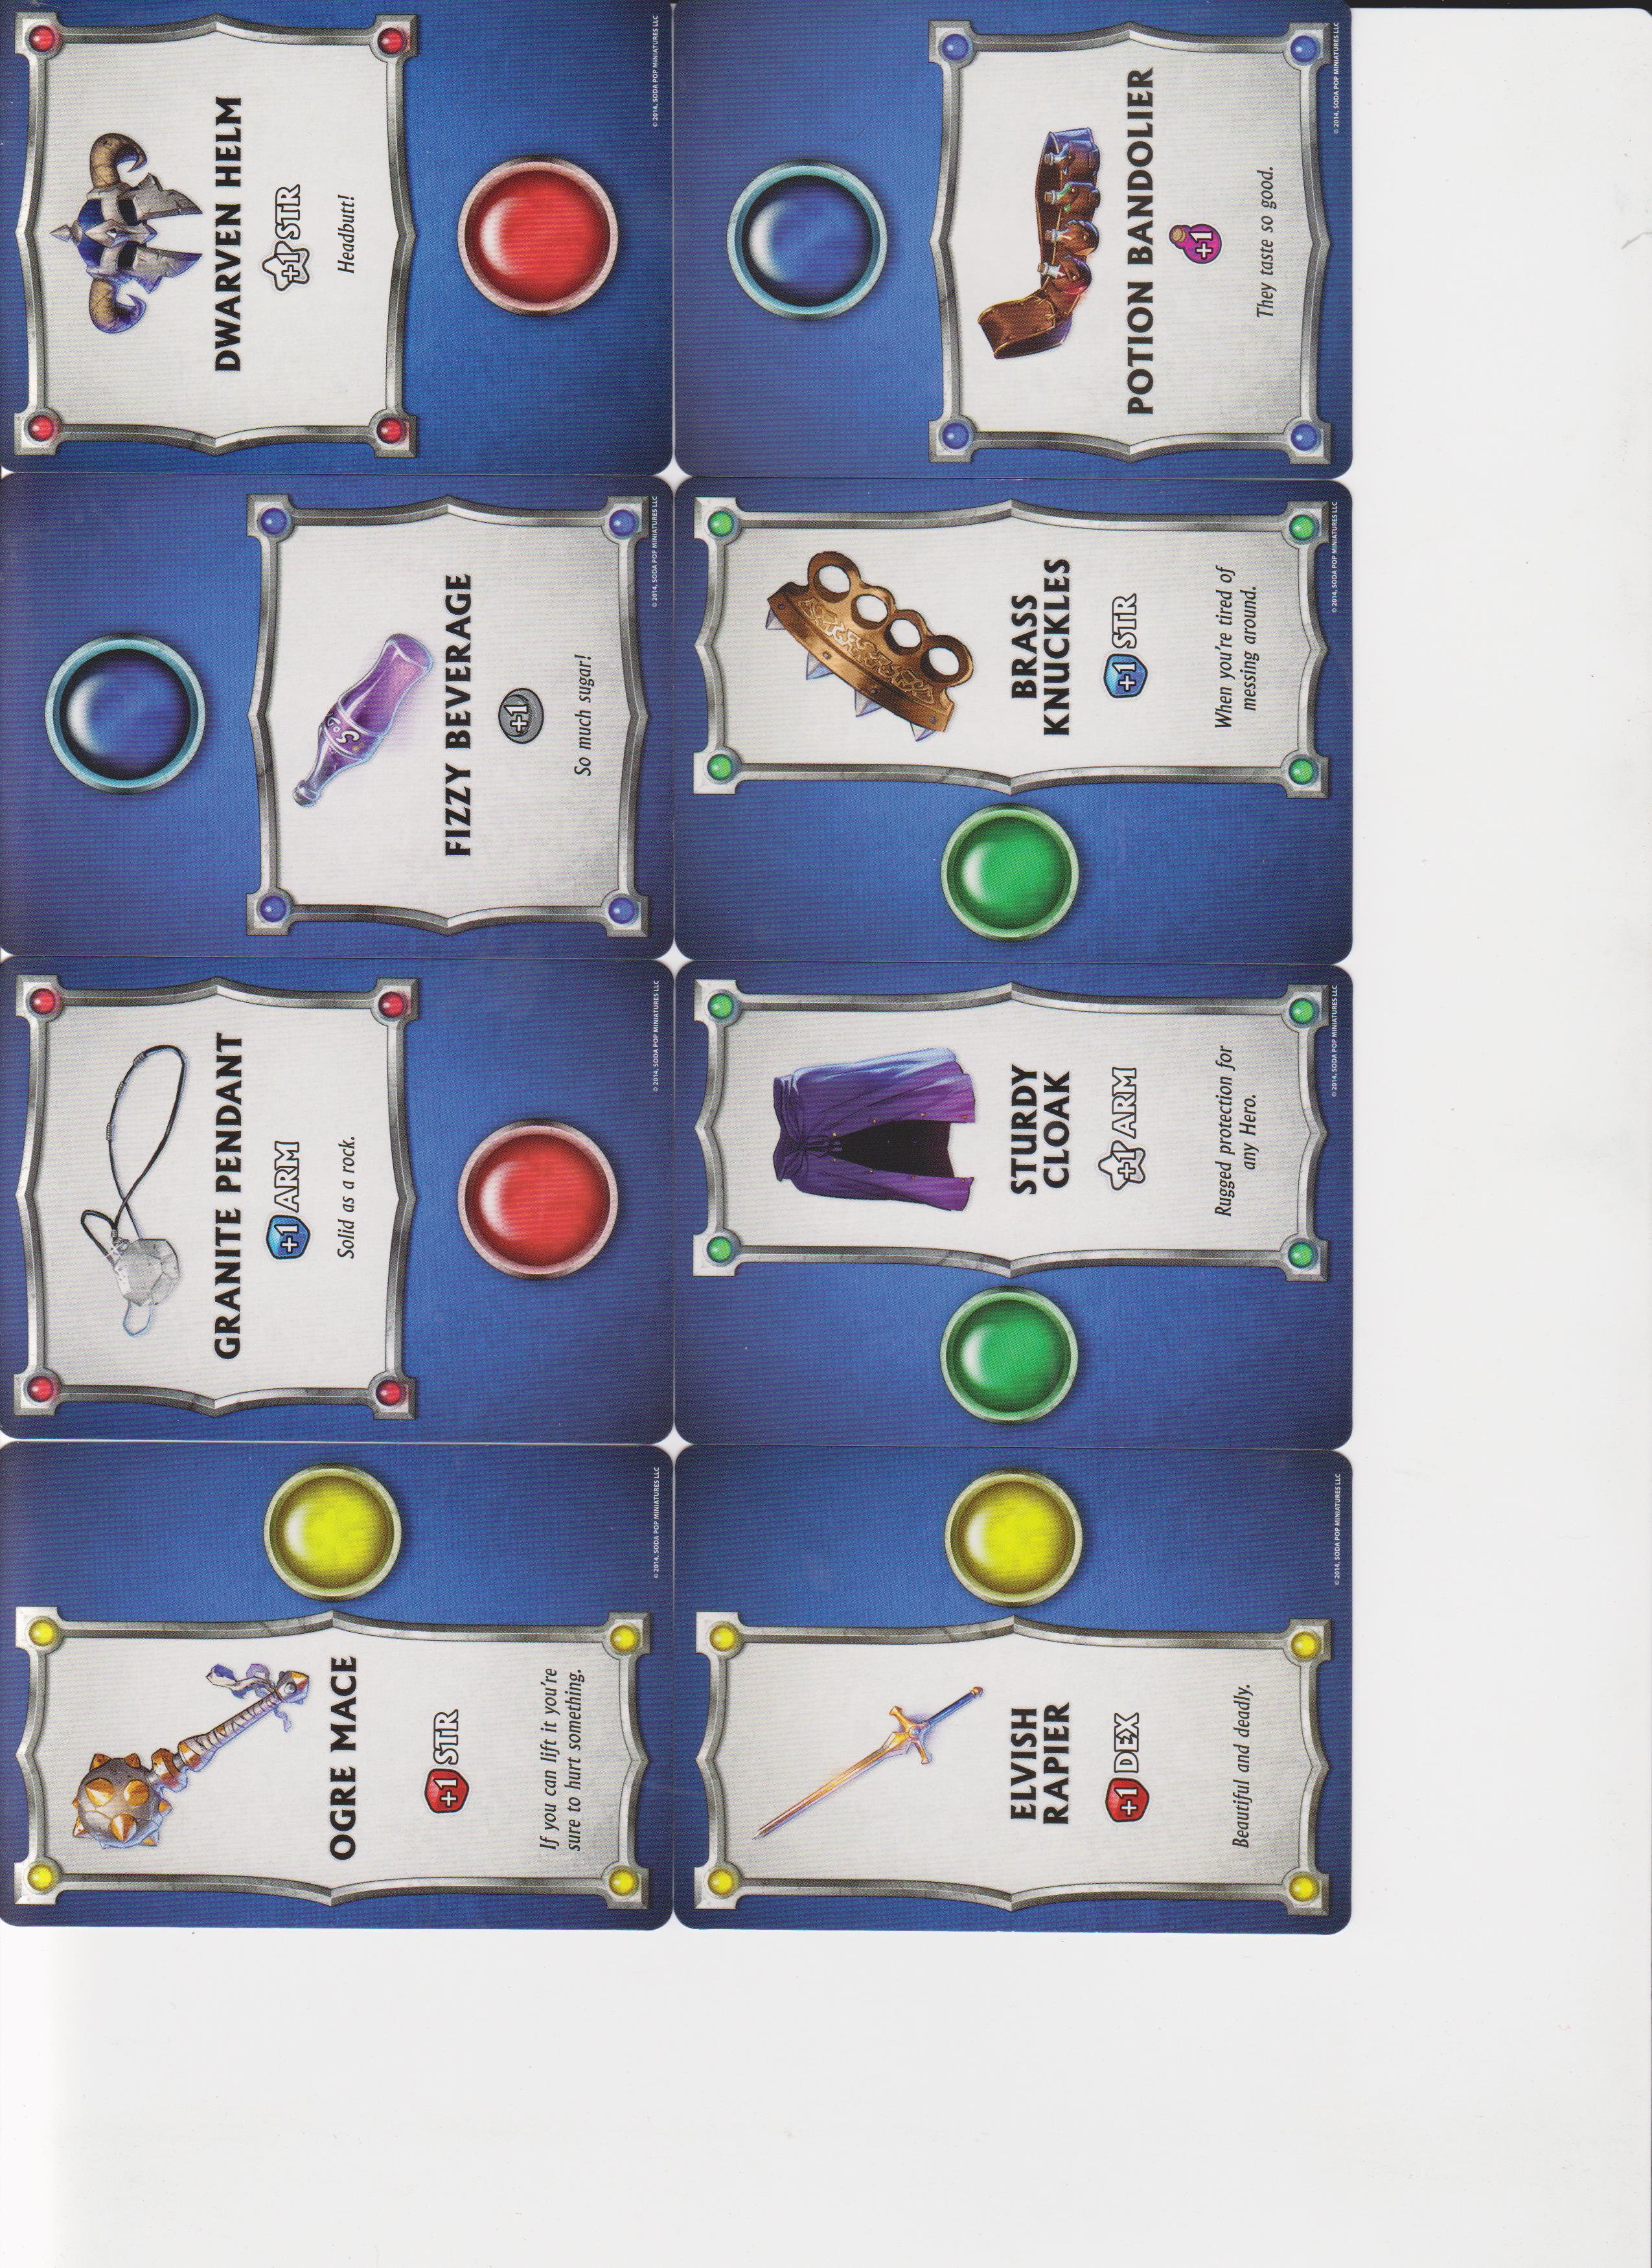 OGRE MACE
+1 STR
If you can lift it you're
sure to hurt something.
© 2014, SODA POP MINIATURES LLC
GRANITE PENDANT
+1 ARM
Solid as a rock.
© 2014, SODA POP MINIATURES LLC
FIZZY BEVERAGE
+1
So much sugar!
© 2014, SODA POP MINIATURES LLC
DWARVEN HELM
+1 STR
Headbutt!
© 2014, SODA POP MINIATURES LLC
ELVISH
RAPIER
+1 DEX
Beautiful and deadly.
© 2014, SODA POP MINIATURES LLC
STURDY
CLOAK
+1 ARM
Rugged protection for
any Hero.
© 2014, SODA POP MINIATURES LLC
BRASS
KNUCKLES
+1 STR
When you're tired of
messing around.
© 2014, SODA POP MINIATURES LLC
POTION BANDOLIER
+1
They taste so good.
© 2014, SODA POP MINIATURES LLC